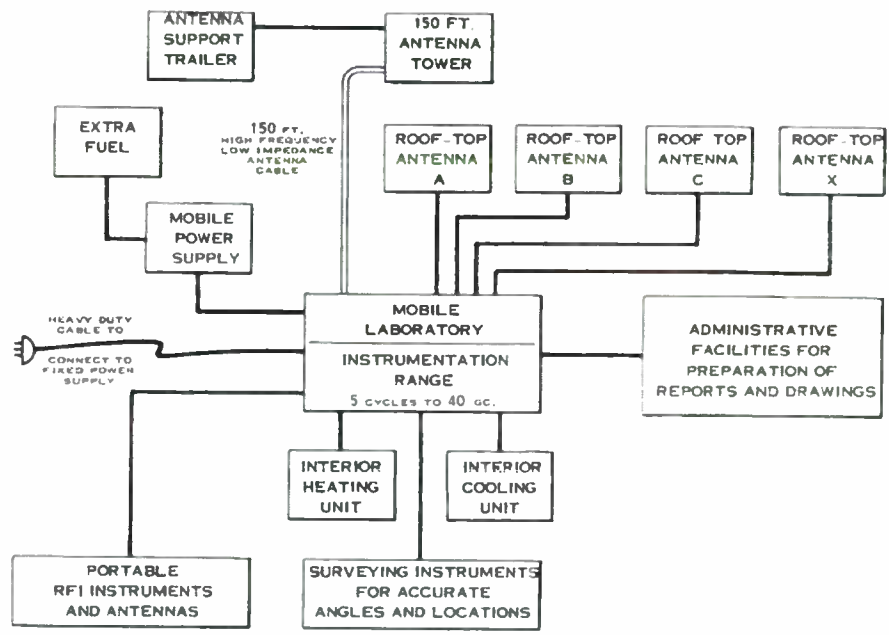 ANTENNA
SUPPORT
TRAILER
150 FT.
ANTENNA
TOWER
EXTRA
FUEL
150 FT.
HIGH FREQUENCY
LOW IMPEDANCE
ANTENNA
CABLE
ROOF-TOP
ANTENNA
A
ROOF-TOP
ANTENNA
B
ROOF TOP
ANTENNA
C
ROOF-TOP
ANTENNA
X
MOBILE
POWER
SUPPLY
HEAVY DUTY
CABLE TO
CONNECT TO
FIXED POWER
SUPPLY
MOBILE
LABORATORY
INSTRUMENTATION
RANGE
5 CYCLES TO 40 GC.
ADMINISTRATIVE
FACILITIES FOR
PREPARATION OF
REPORTS AND DRAWINGS
INTERIOR
HEATING
UNIT
INTERIOR
COOLING
UNIT
PORTABLE
RFI INSTRUMENTS
AND ANTENNAS
SURVEYING INSTRUMENTS
FOR ACCURATE
ANGLES AND LOCATIONS